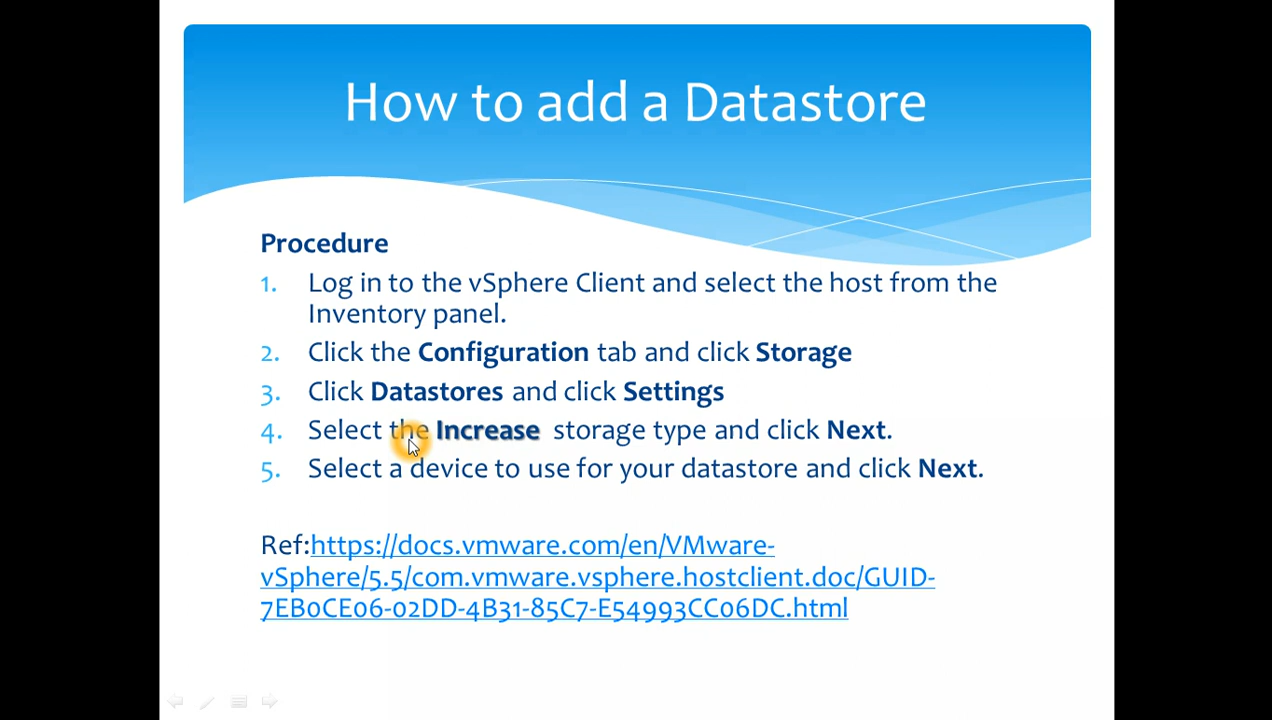 How to add a Datastore
Procedure
1. Log in to the vSphere Client and select the host from the
Inventory panel.
2. Click the Configuration tab and click Storage
3. Click Datastores and click Settings
4. Select the Increase storage type and click Next.
5. Select a device to use for your datastore and click Next.
Ref:https://docs.vmware.com/en/VMware-
vSphere/5.5/com.vmware.vsphere.hostclient.doc/GUID-
7EB0CE06-02DD-4B31-85C7-E54993CC06DC.html